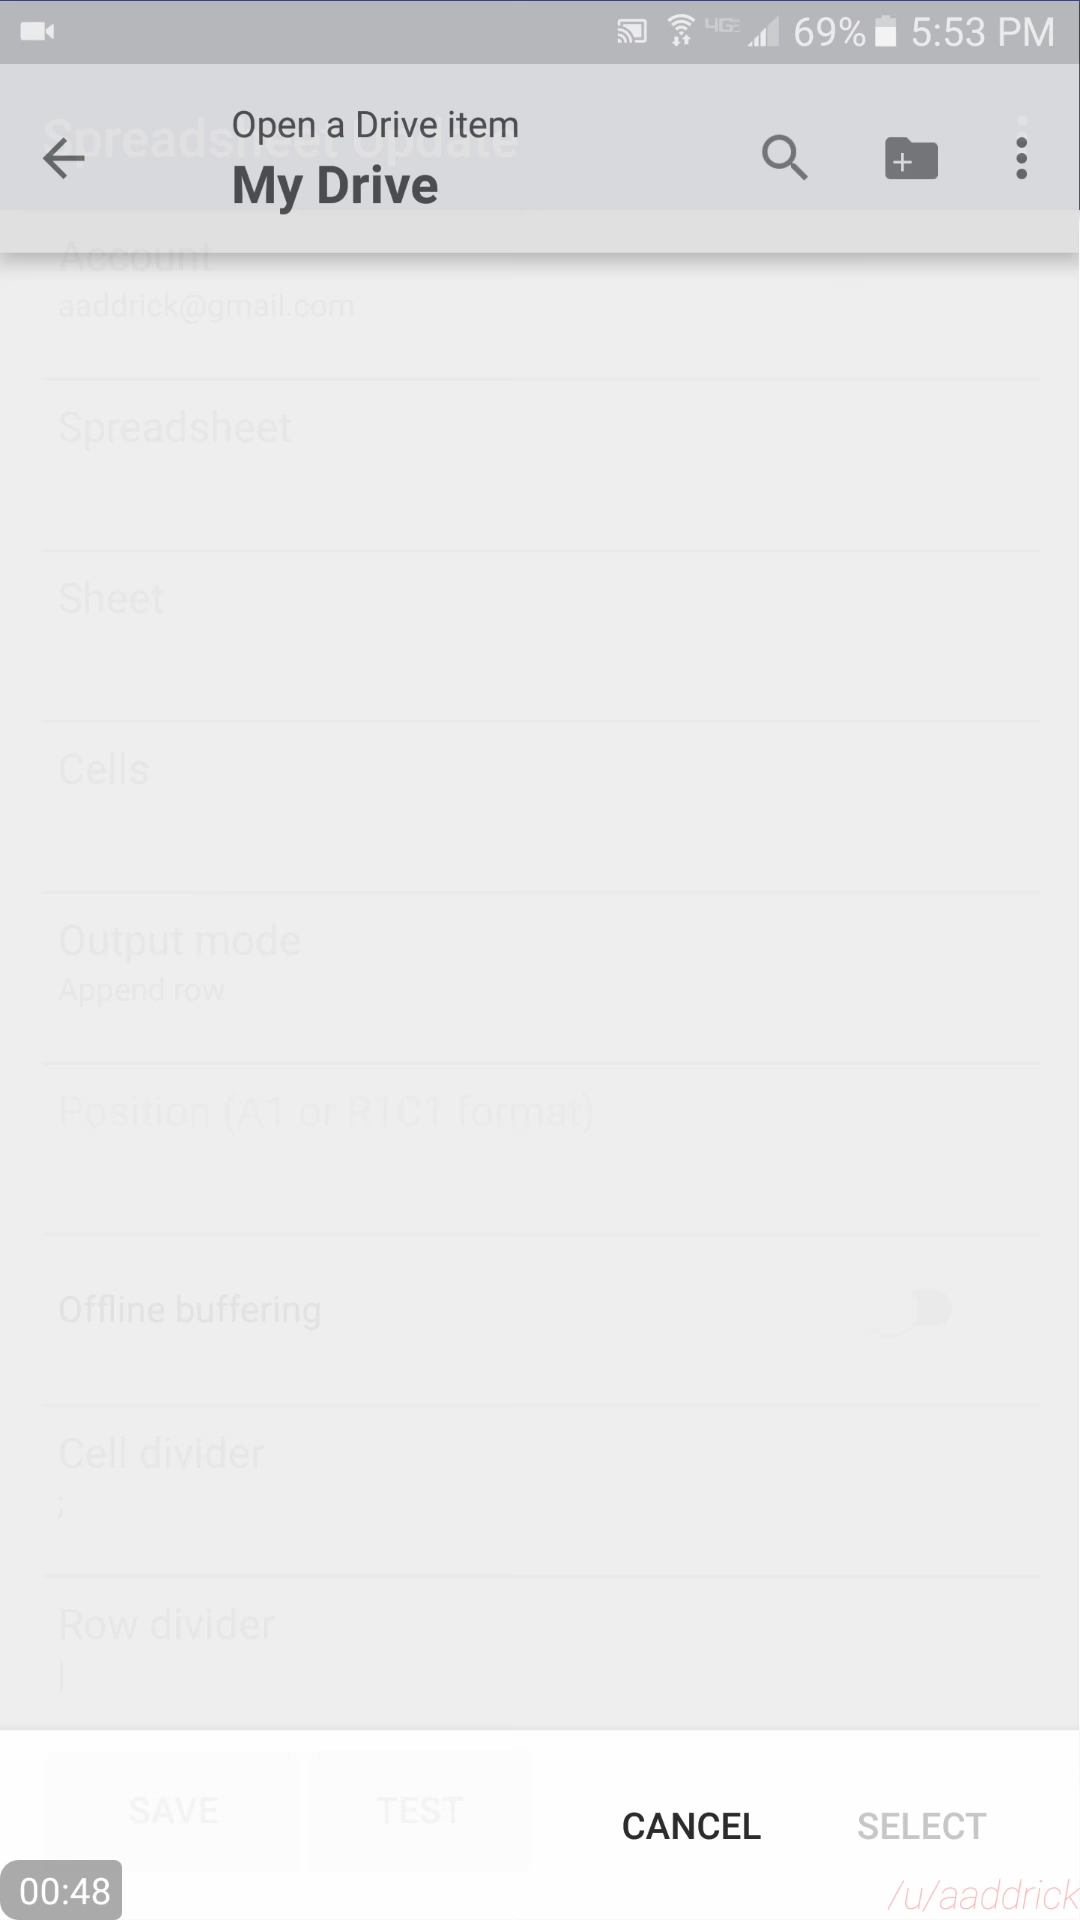 4G 69% 5:53 PM
Spreadsheet Update
Open a Drive item
My Drive
Account
aaddrick@gmail.com
Spreadsheet
Sheet
Cells
Output mode
Append row
Position (A1 or R1C1 format)
Offline buffering
Cell divider
;
Row divider
|
SAVE TEST
CANCEL SELECT
00:48
/u/aaddrick